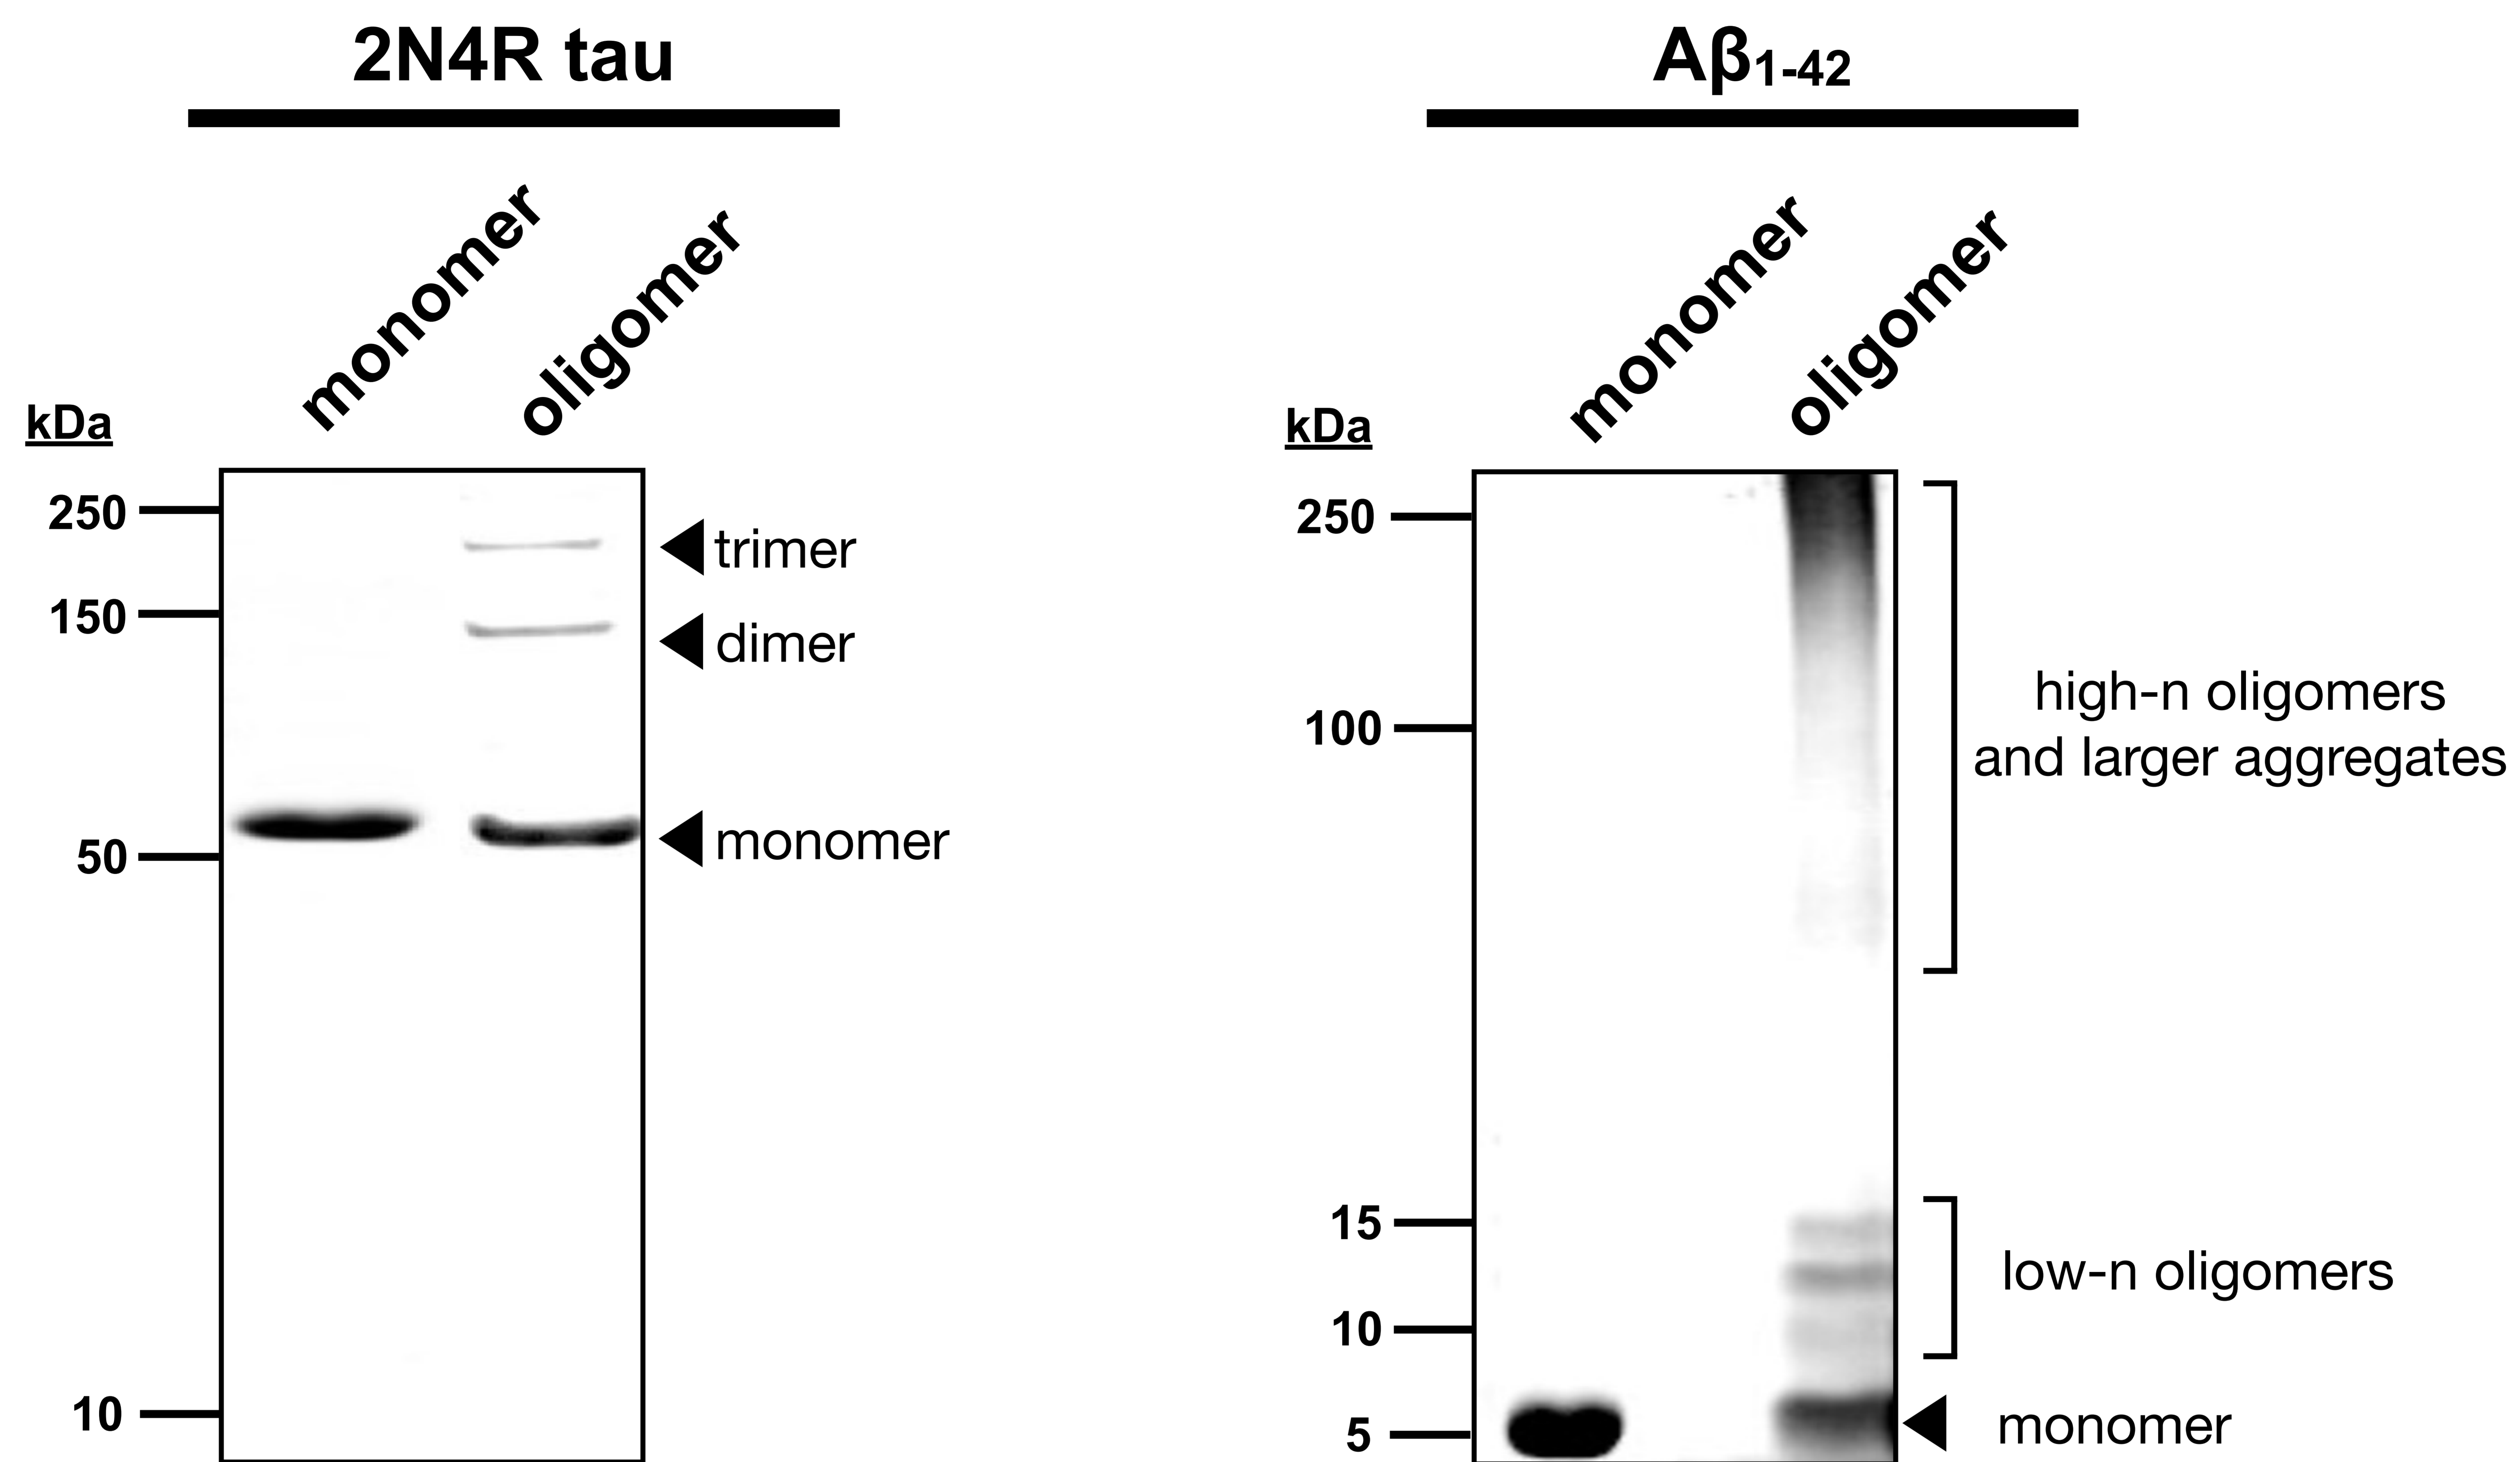 2N4R tau
monomer
oligomer
kDa
250
150
50
10
trimer
dimer
monomer
Aβ1-42
monomer
oligomer
kDa
250
100
15
10
5
high-n oligomers
and larger aggregates
low-n oligomers
monomer